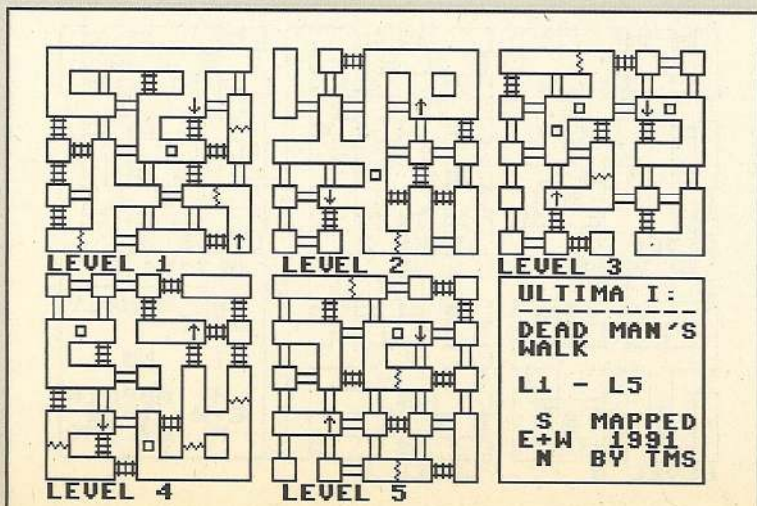 LEVEL 1
LEVEL 2
LEVEL 3
LEVEL 4
LEVEL 5
ULTIMA I:
DEAD MAN'S
WALK
L1 - L5
S MAPPED
E+W 1991
N BY TMS